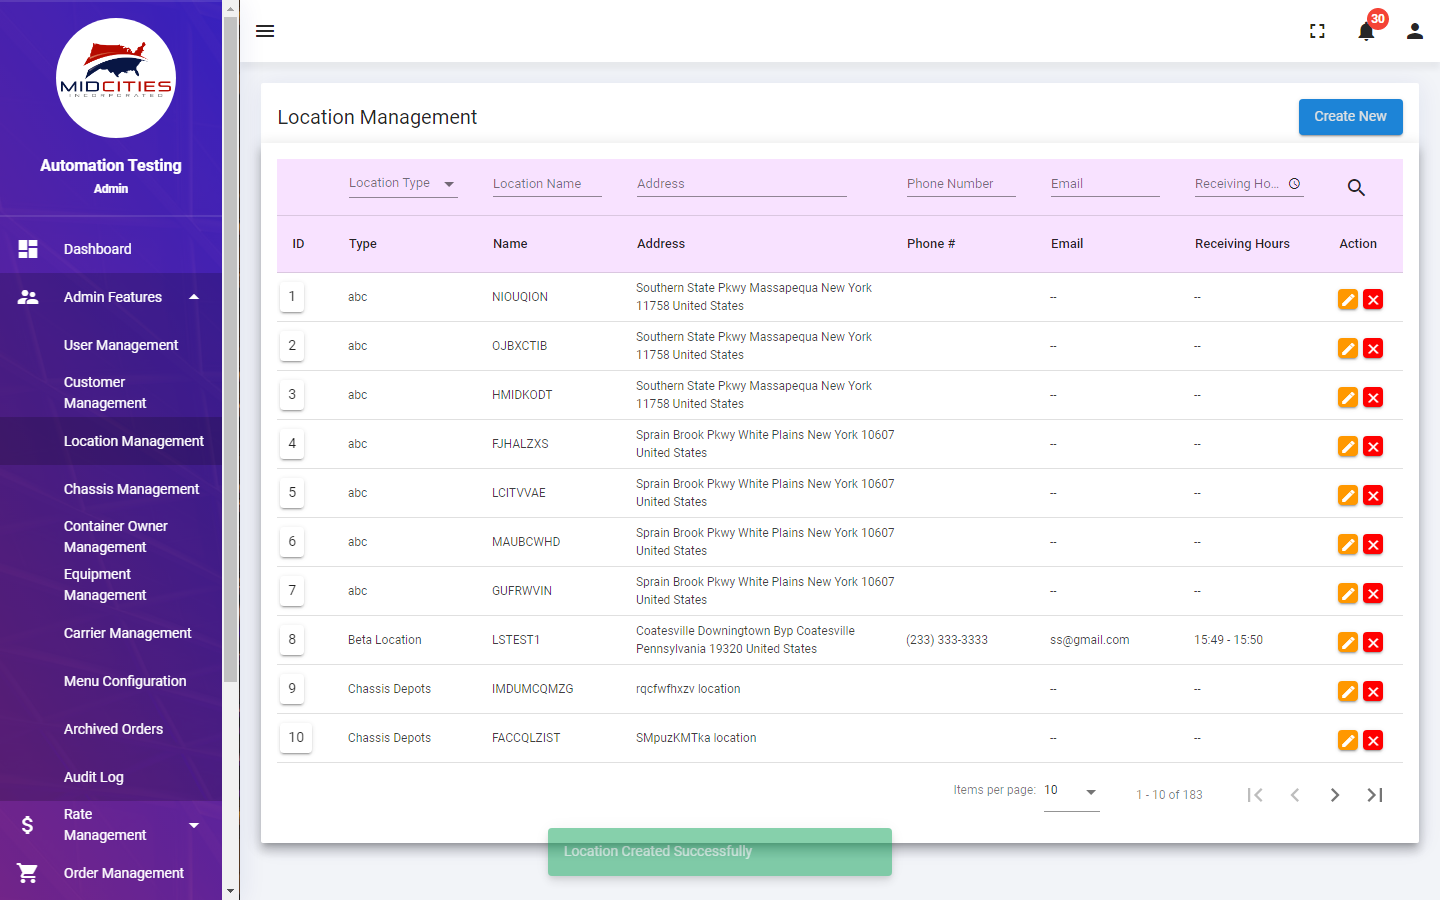 MIDCITIES
INCORPORATED
Automation Testing
Admin
Dashboard
Admin Features
User Management
Customer
Management
Location Management
Chassis Management
Container Owner
Management
Equipment
Management
Carrier Management
Menu Configuration
Archived Orders
Audit Log
Rate
Management
Order Management
30
Location Management
Create New
Location Type
Location Name
Address
Phone Number
Email
Receiving Ho...
ID Type Name Address Phone # Email Receiving Hours Action
1 abc NIOUQION Southern State Pkwy Massapequa New York -- --
11758 United States
2 abc OJBXCTIB Southern State Pkwy Massapequa New York -- --
11758 United States
3 abc HMIDKODT Southern State Pkwy Massapequa New York -- --
11758 United States
4 abc FJHALZXS Sprain Brook Pkwy White Plains New York 10607 -- --
United States
5 abc LCITVVAE Sprain Brook Pkwy White Plains New York 10607 -- --
United States
6 abc MAUBCWHD Sprain Brook Pkwy White Plains New York 10607 -- --
United States
7 abc GUFRWVIN Sprain Brook Pkwy White Plains New York 10607 -- --
United States
8 Beta Location LSTEST1 Coatesville Downingtown Byp Coatesville (233) 333-3333 ss@gmail.com 15:49 - 15:50
Pennsylvania 19320 United States
9 Chassis Depots IMDUMCQMZG rqcfwfhxzv location -- --
10 Chassis Depots FACCQLZIST SMpuzKMTka location -- --
Items per page: 10 1 - 10 of 183
Location Created Successfully